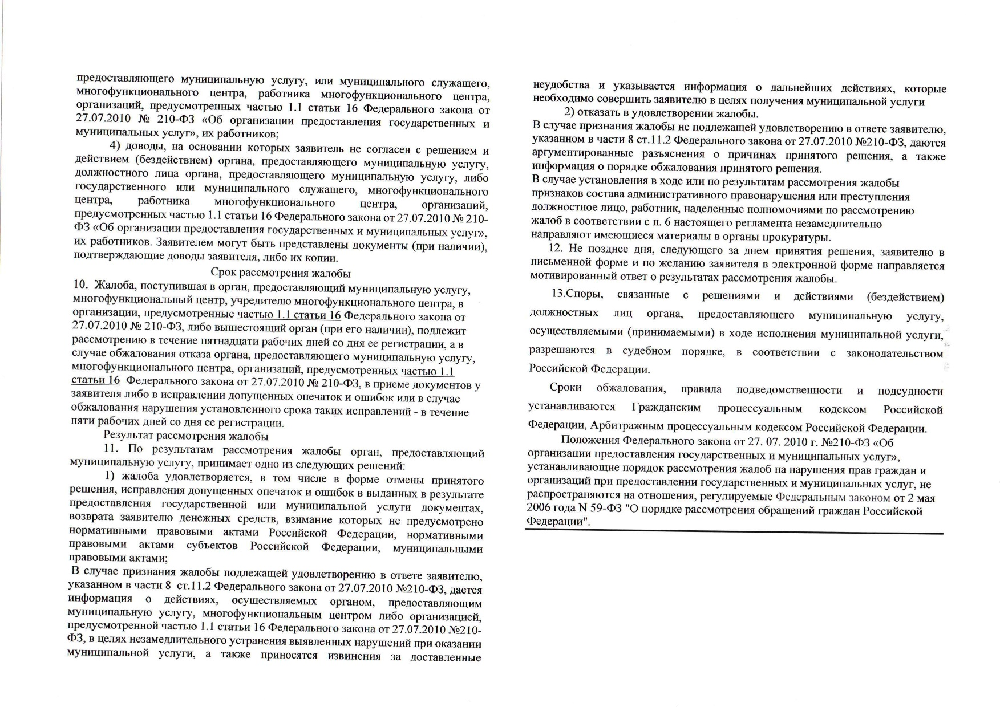 предоставляющего муниципальную услугу, или муниципального служащего,
многофункционального центра, работника многофункционального центра,
организаций, предусмотренных частью 1.1 статьи 16 Федерального закона от
27.07.2010 № 210-ФЗ «Об организации предоставления государственных и
муниципальных услуг», их работников;
4) доводы, на основании которых заявитель не согласен с решением и
действием (бездействием) органа, предоставляющего муниципальную услугу,
должностного лица органа, предоставляющего муниципальную услугу, либо
государственного или муниципального служащего, многофункционального
центра, работника многофункционального центра, организаций,
предусмотренных частью 1.1 статьи 16 Федерального закона от 27.07.2010 № 210-
ФЗ «Об организации предоставления государственных и муниципальных услуг»,
их работников. Заявителем могут быть представлены документы (при наличии),
подтверждающие доводы заявителя, либо их копии.
Срок рассмотрения жалобы
10. Жалоба, поступившая в орган, предоставляющий муниципальную услугу,
многофункциональный центр, учредителю многофункционального центра, в
организации, предусмотренные частью 1.1 статьи 16 Федерального закона от
27.07.2010 № 210-ФЗ, либо вышестоящий орган (при его наличии), подлежит
рассмотрению в течение пятнадцати рабочих дней со дня ее регистрации, а в
случае обжалования отказа органа, предоставляющего муниципальную услугу,
многофункционального центра, организаций, предусмотренных частью 1.1
статьи 16 Федерального закона от 27.07.2010 № 210-ФЗ, в приеме документов у
заявителя либо в исправлении допущенных опечаток и ошибок или в случае
обжалования нарушения установленного срока таких исправлений - в течение
пяти рабочих дней со дня ее регистрации.
Результат рассмотрения жалобы
11. По результатам рассмотрения жалобы орган, предоставляющий
муниципальную услугу, принимает одно из следующих решений:
1) жалоба удовлетворяется, в том числе в форме отмены принятого
решения, исправления допущенных опечаток и ошибок в выданных в результате
предоставления государственной или муниципальной услуги документах,
возврата заявителю денежных средств, взимание которых не предусмотрено
нормативными правовыми актами Российской Федерации, нормативными
правовыми актами субъектов Российской Федерации, муниципальными
правовыми актами;
В случае признания жалобы подлежащей удовлетворению в ответе заявителю,
указанном в части 8 ст.11.2 Федерального закона от 27.07.2010 №210-ФЗ, дается
информация о действиях, осуществляемых органом, предоставляющим
муниципальную услугу, многофункциональным центром либо организацией,
предусмотренной частью 1.1 статьи 16 Федерального закона от 27.07.2010 №210-
ФЗ, в целях незамедлительного устранения выявленных нарушений при оказании
муниципальной услуги, а также приносятся извинения за доставленные
неудобства и указывается информация о дальнейших действиях, которые
необходимо совершить заявителю в целях получения муниципальной услуги
2) отказать в удовлетворении жалобы.
В случае признания жалобы не подлежащей удовлетворению в ответе заявителю,
указанном в части 8 ст.11.2 Федерального закона от 27.07.2010 №210-ФЗ, даются
аргументированные разъяснения о причинах принятого решения, а также
информация о порядке обжалования принятого решения.
В случае установления в ходе или по результатам рассмотрения жалобы
признаков состава административного правонарушения или преступления
должностное лицо, работник, наделенные полномочиями по рассмотрению
жалоб в соответствии с п. 6 настоящего регламента незамедлительно
направляют имеющиеся материалы в органы прокуратуры.
12. Не позднее дня, следующего за днем принятия решения, заявителю в
письменной форме и по желанию заявителя в электронной форме направляется
мотивированный ответ о результатах рассмотрения жалобы.
13.Споры, связанные с решениями и действиями (бездействием)
должностных лиц органа, предоставляющего муниципальную услугу,
осуществляемыми (принимаемыми) в ходе исполнения муниципальной услуги,
разрешаются в судебном порядке, в соответствии с законодательством
Российской Федерации.
Сроки обжалования, правила подведомственности и подсудности
устанавливаются Гражданским процессуальным кодексом Российской
Федерации, Арбитражным процессуальным кодексом Российской Федерации.
Положения Федерального закона от 27. 07. 2010 г. №210-ФЗ «Об
организации предоставления государственных и муниципальных услуг»,
устанавливающие порядок рассмотрения жалоб на нарушения прав граждан и
организаций при предоставлении государственных и муниципальных услуг, не
распространяются на отношения, регулируемые Федеральным законом от 2 мая
2006 года N 59-ФЗ "О порядке рассмотрения обращений граждан Российской
Федерации".